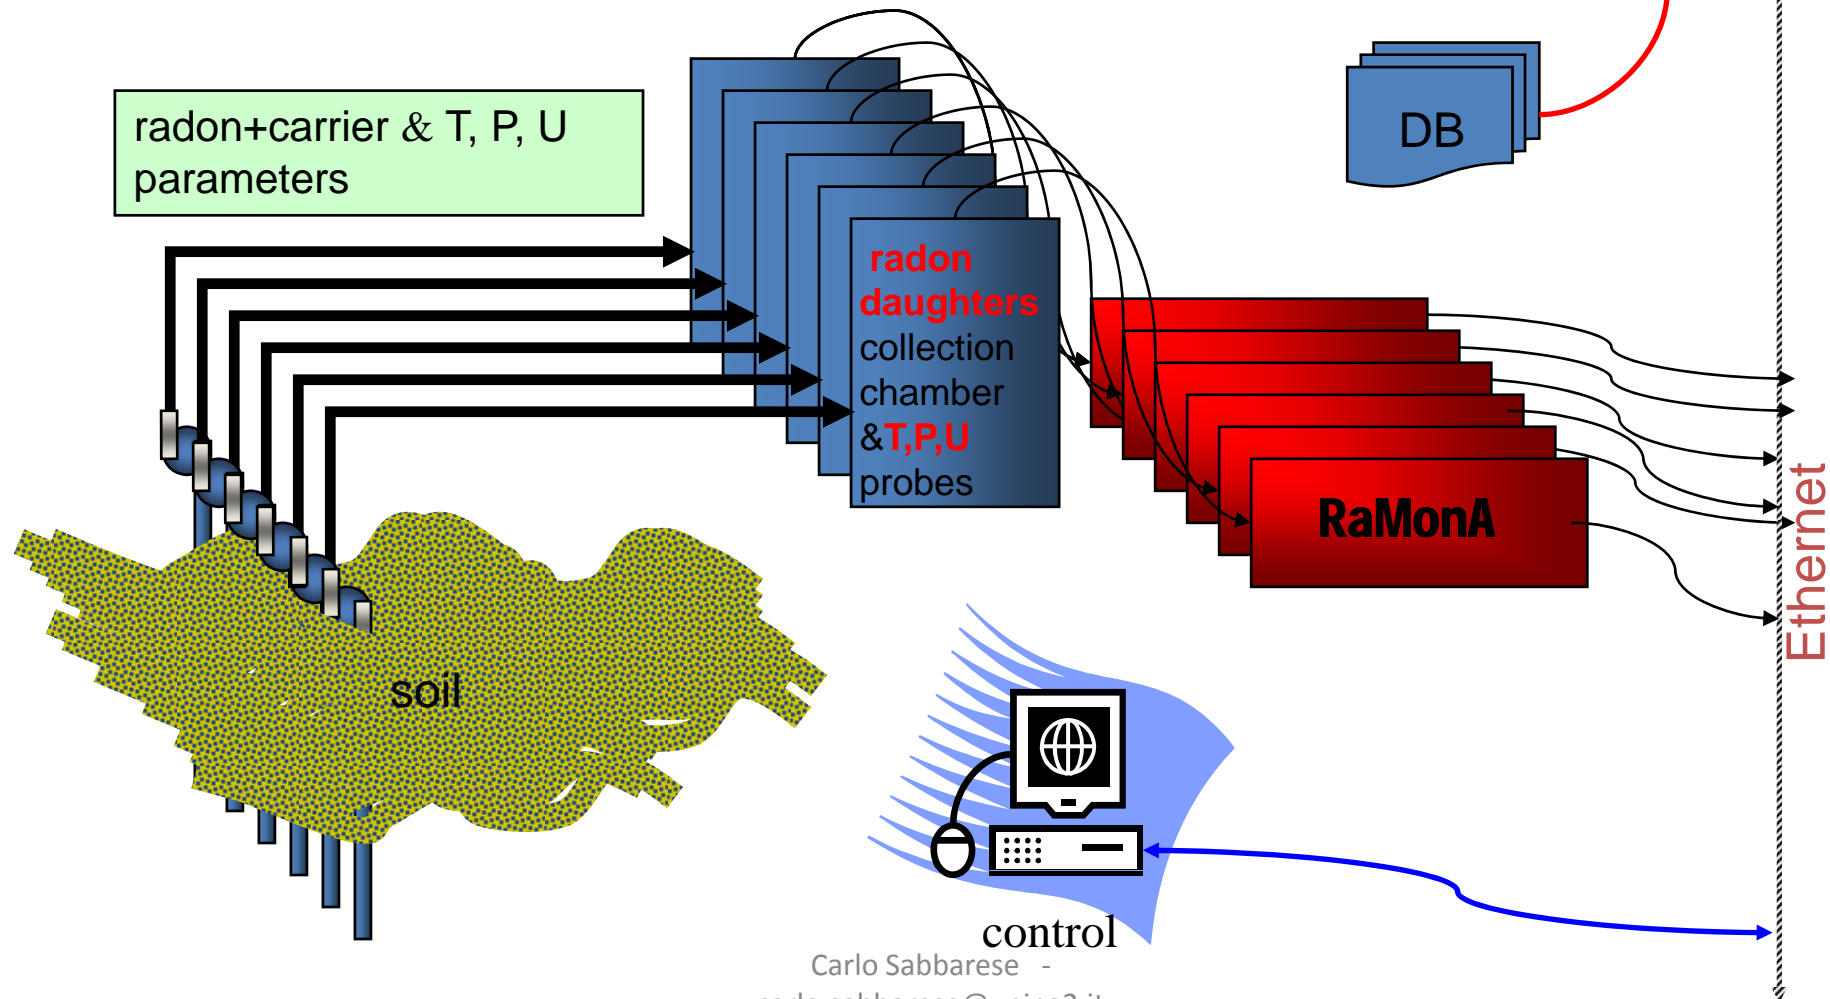 radon+carrier & T, P, U
parameters
DB
radon
daughters
collection
chamber
&T,P,U
probes
RaMonA
Ethernet
soil
control
Carlo Sabbarese -